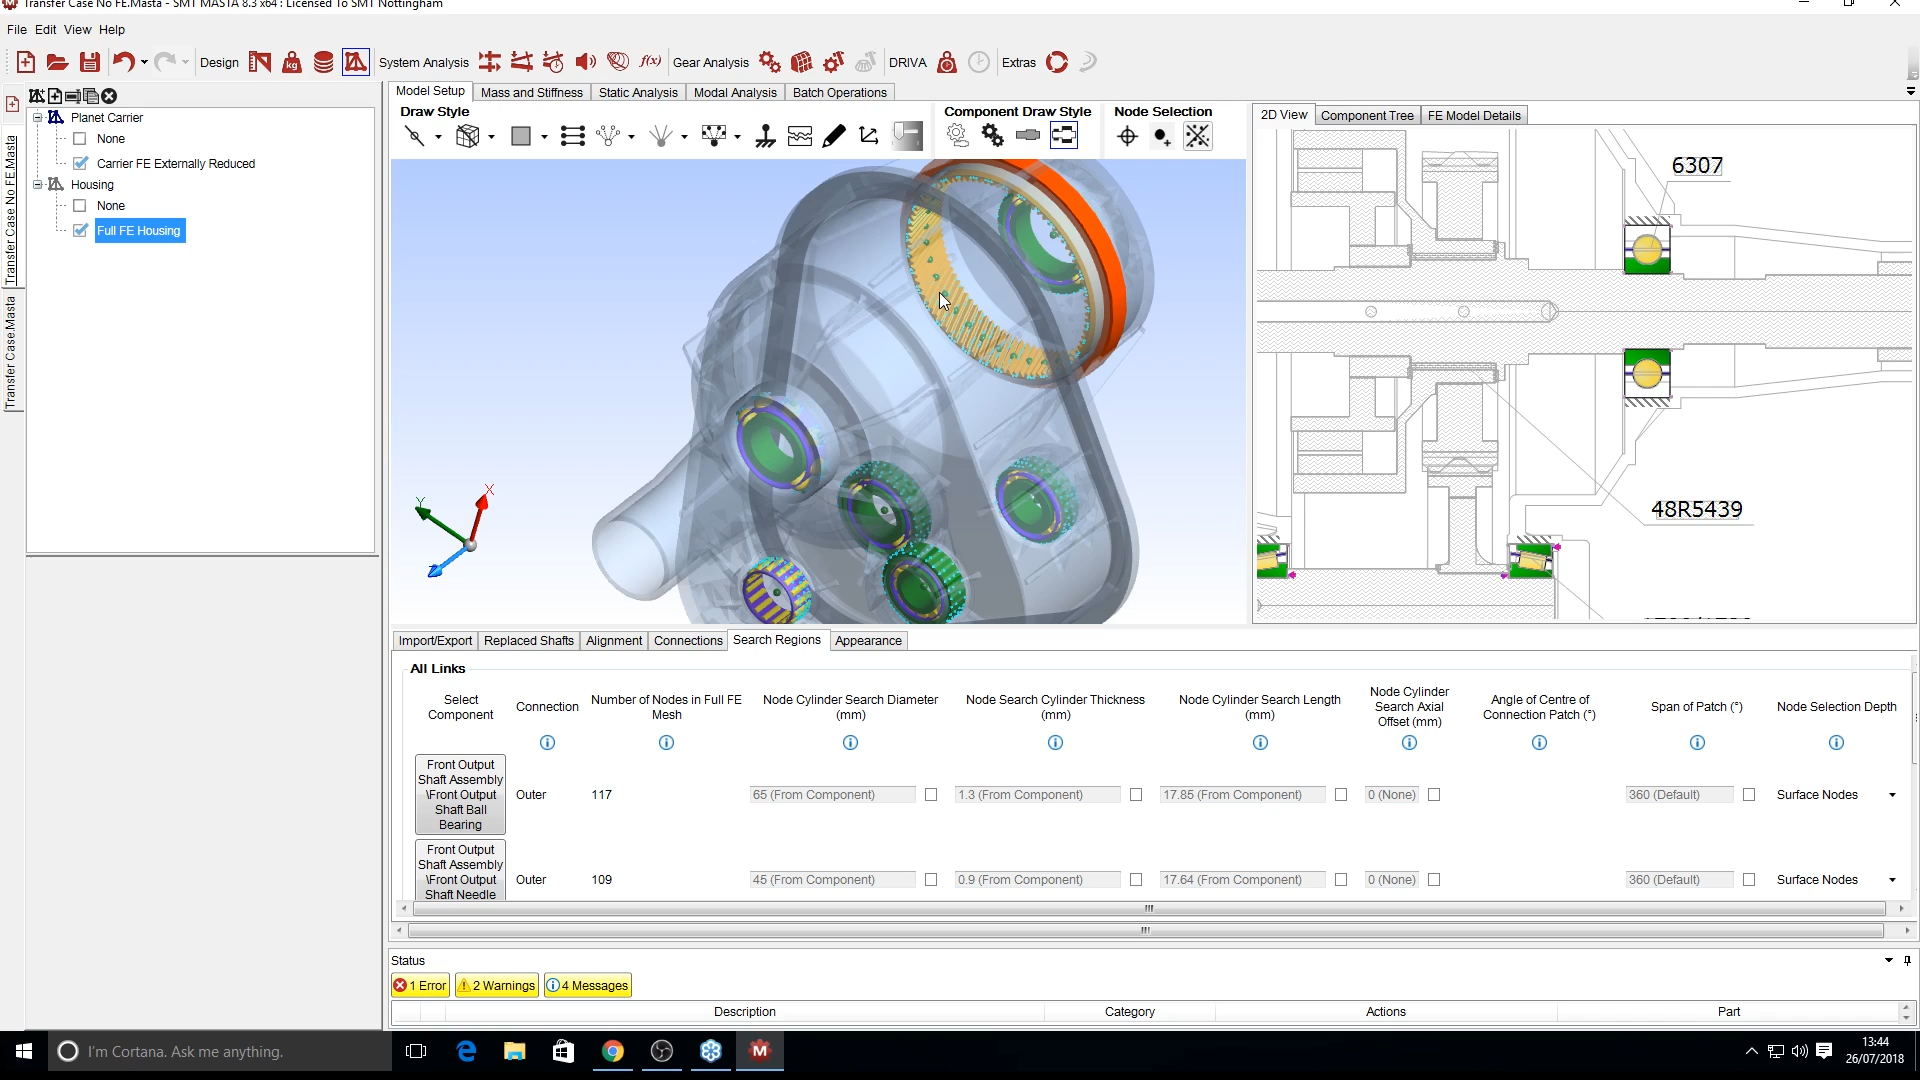 Transfer Case No FE.Masta - SMT MASTA 8.3 x64 : Licensed To SMT Nottingham
File Edit View Help
Design kg System Analysis f(x) Gear Analysis DRIVA Extras
Transfer Case No FE.Masta
Transfer Case.Masta
Planet Carrier
None
Carrier FE Externally Reduced
Housing
None
Full FE Housing
Model Setup Mass and Stiffness Static Analysis Modal Analysis Batch Operations
Draw Style Component Draw Style Node Selection
X
Y
2D View Component Tree FE Model Details
6307
48R5439
Import/Export Replaced Shafts Alignment Connections Search Regions Appearance
All Links
Select Component Connection Number of Nodes in Full FE Mesh Node Cylinder Search Diameter (mm) Node Search Cylinder Thickness (mm) Node Cylinder Search Length (mm) Node Cylinder Search Axial Offset (mm) Angle of Centre of Connection Patch (°) Span of Patch (°) Node Selection Depth
Front Output
Shaft Assembly
\Front Output
Shaft Ball
Bearing
Outer 117 65 (From Component) 1.3 (From Component) 17.85 (From Component) 0 (None) 360 (Default) Surface Nodes
Front Output
Shaft Assembly
\Front Output
Shaft Needle
Outer 109 45 (From Component) 0.9 (From Component) 17.64 (From Component) 0 (None) 360 (Default) Surface Nodes
Status
1 Error 2 Warnings 4 Messages
Description Category Actions Part
I'm Cortana. Ask me anything.
M
13:44
26/07/2018